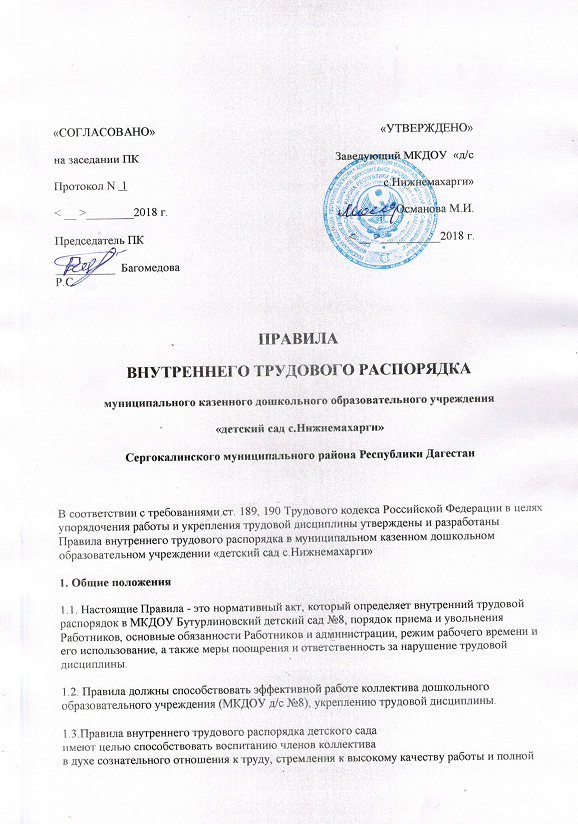 «СОГЛАСОВАНО»
на заседании ПК
Протокол N _1
<__ >________2018 г.
Председатель ПК
__________ Багомедова
Р.С.
«УТВЕРЖДЕНО»
Заведующий МКДОУ «д/с
с.Нижнемахарги»
Османова М.И.
<__ >__________2018 г.
ПРАВИЛА
ВНУТРЕННЕГО ТРУДОВОГО РАСПОРЯДКА
муниципального казенного дошкольного образовательного учреждения
«детский сад с.Нижнемахарги»
Сергокалинского муниципального района Республики Дагестан
В соответствии с требованиями ст. 189, 190 Трудового кодекса Российской Федерации в целях
упорядочения работы и укрепления трудовой дисциплины утверждены и разработаны
Правила внутреннего трудового распорядка в муниципальном казенном дошкольном
образовательном учреждении «детский сад с.Нижнемахарги»
1. Общие положения
1.1. Настоящие Правила - это нормативный акт, который определяет внутренний трудовой
распорядок в МКДОУ Бутурлиновский детский сад №8, порядок приема и увольнения
Работников, основные обязанности Работников и администрации, режим рабочего времени и
его использование, а также меры поощрения и ответственность за нарушение трудовой
дисциплины.
1.2. Правила должны способствовать эффективной работе коллектива дошкольного
образовательного учреждения (МКДОУ д/с №8), укреплению трудовой дисциплины.
1.3.Правила внутреннего трудового распорядка детского сада
имеют целью способствовать воспитанию членов коллектива
в духе сознательного отношения к труду, стремления к высокому качеству работы и полной